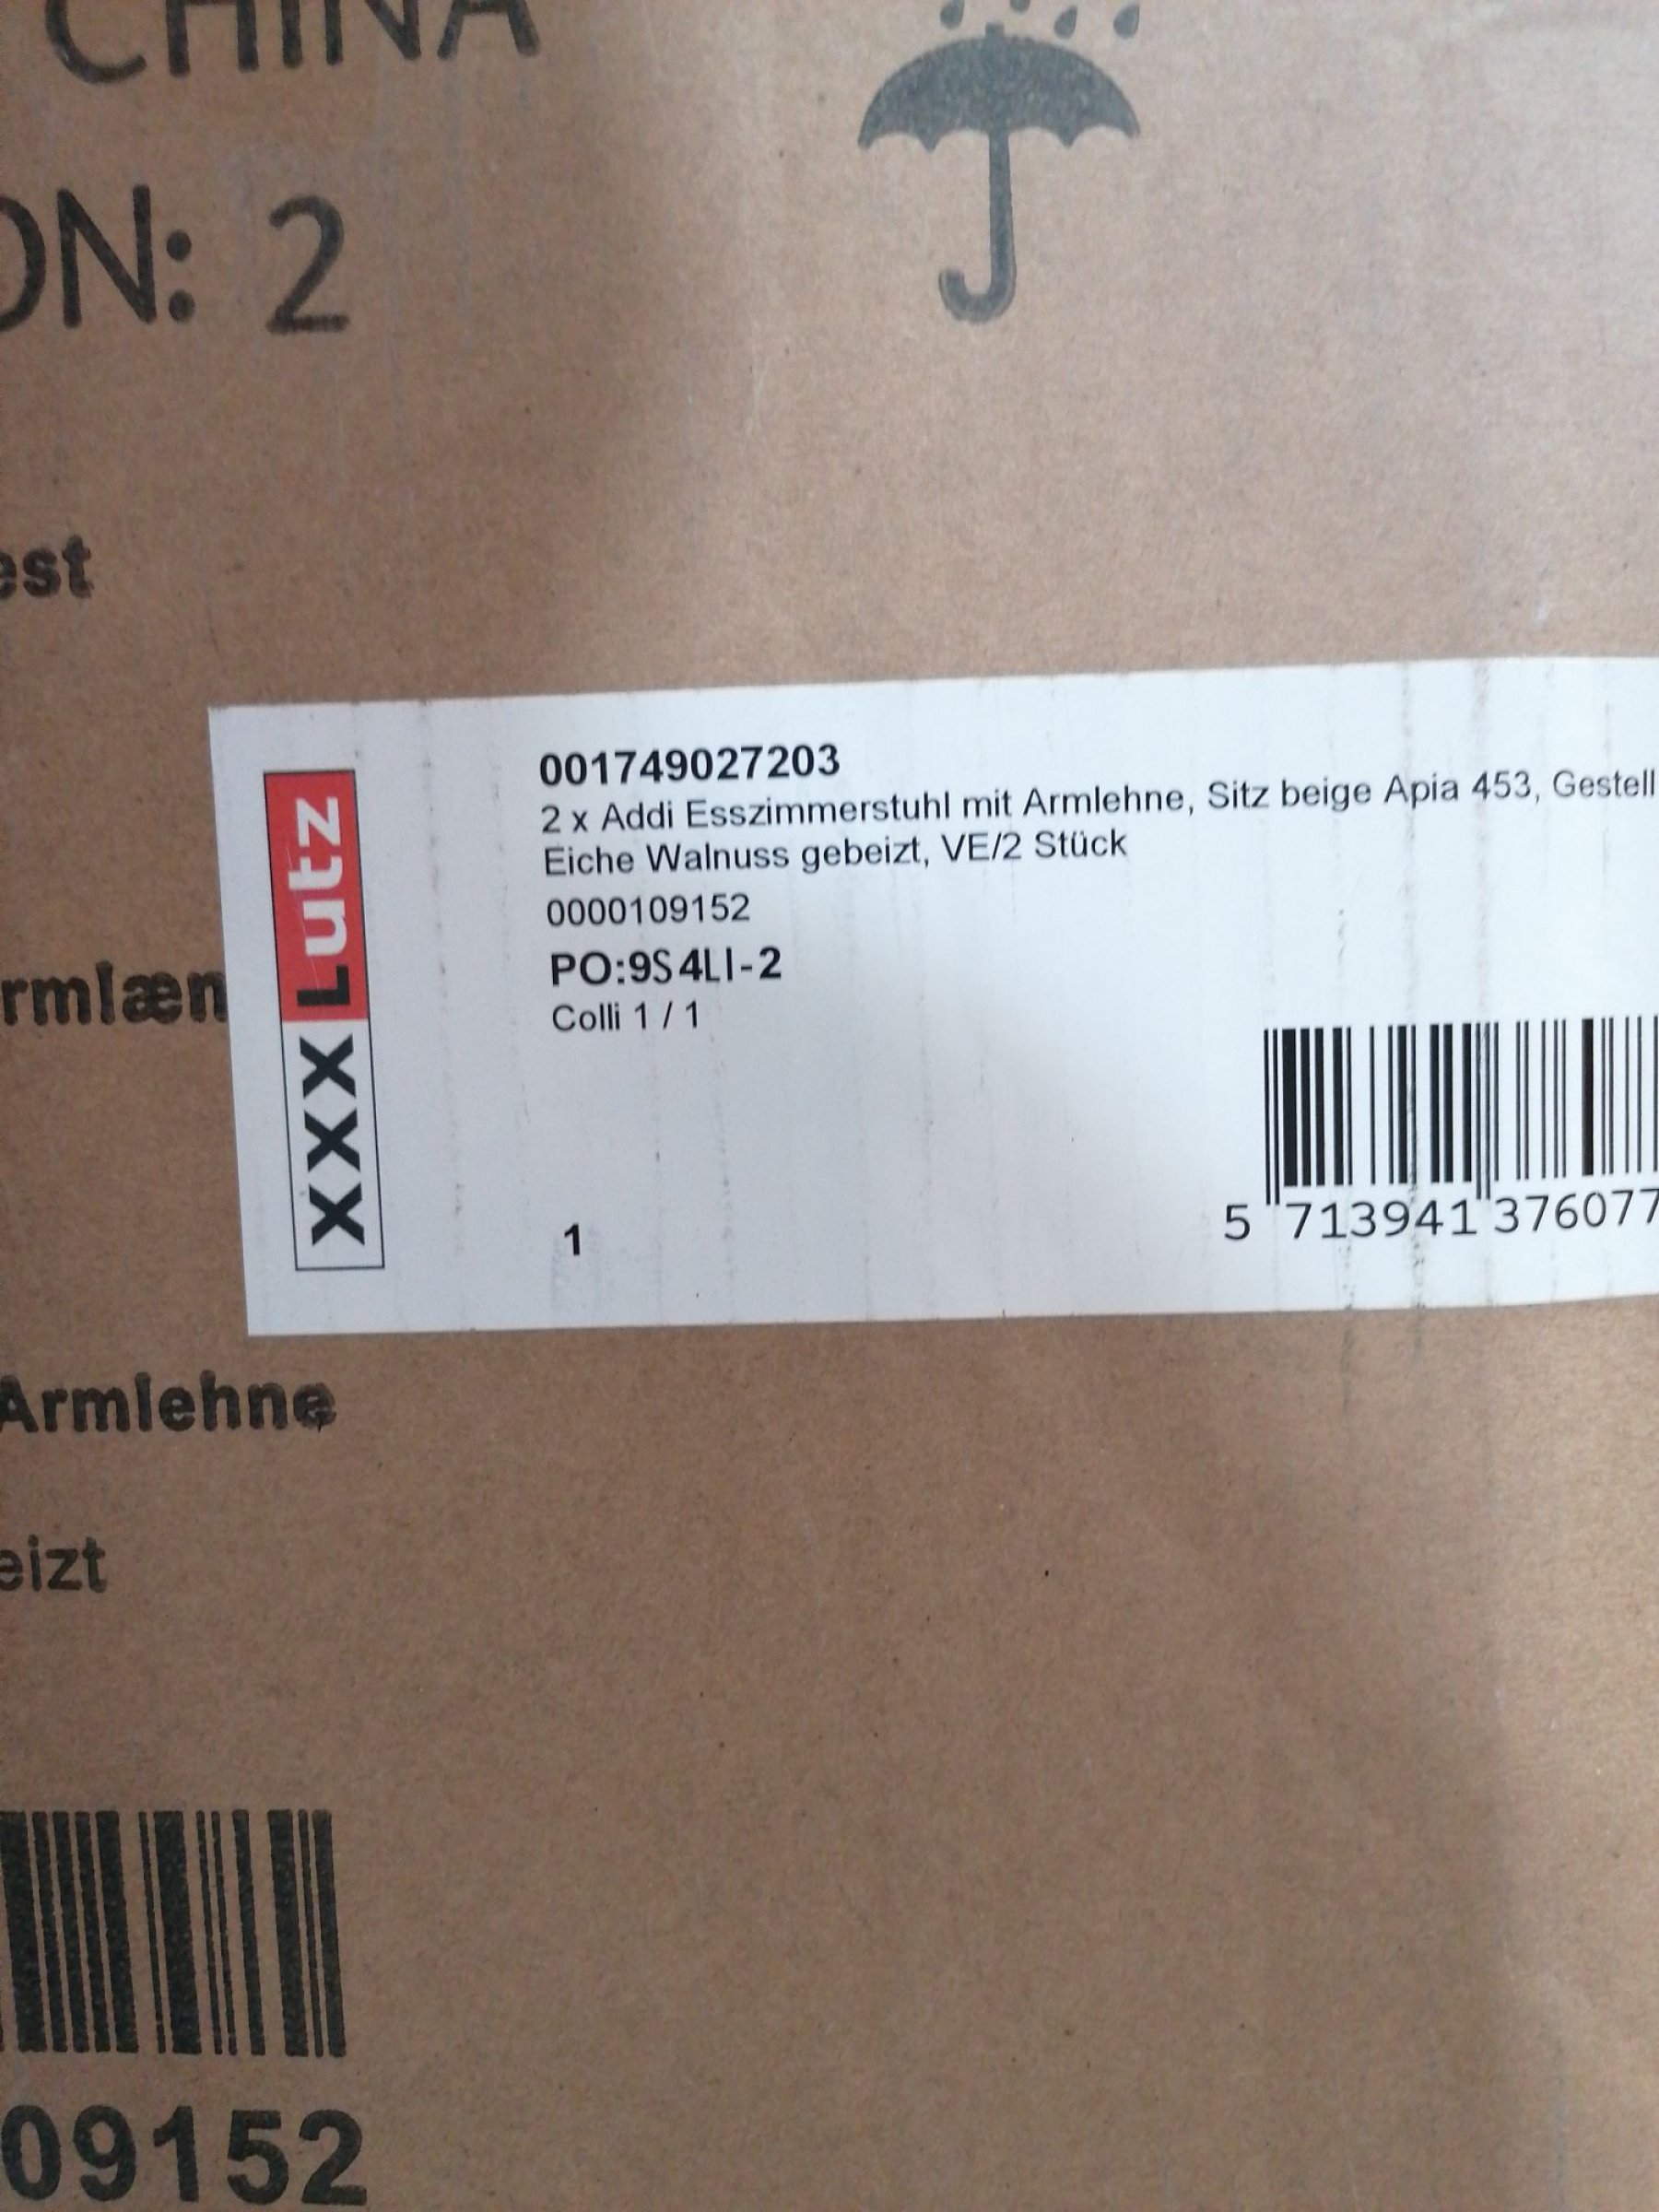 CHINA
ON: 2
est
001749027203
2 x Addi Esszimmerstuhl mit Armlehne, Sitz beige Apia 453, Gestell
Eiche Walnuss gebeizt, VE/2 Stück
0000109152
PO:9S4LI-2
Colli 1 / 1
XXXLutz
rmlæn
1
5 713941 376077
Armlehne
eizt
09152